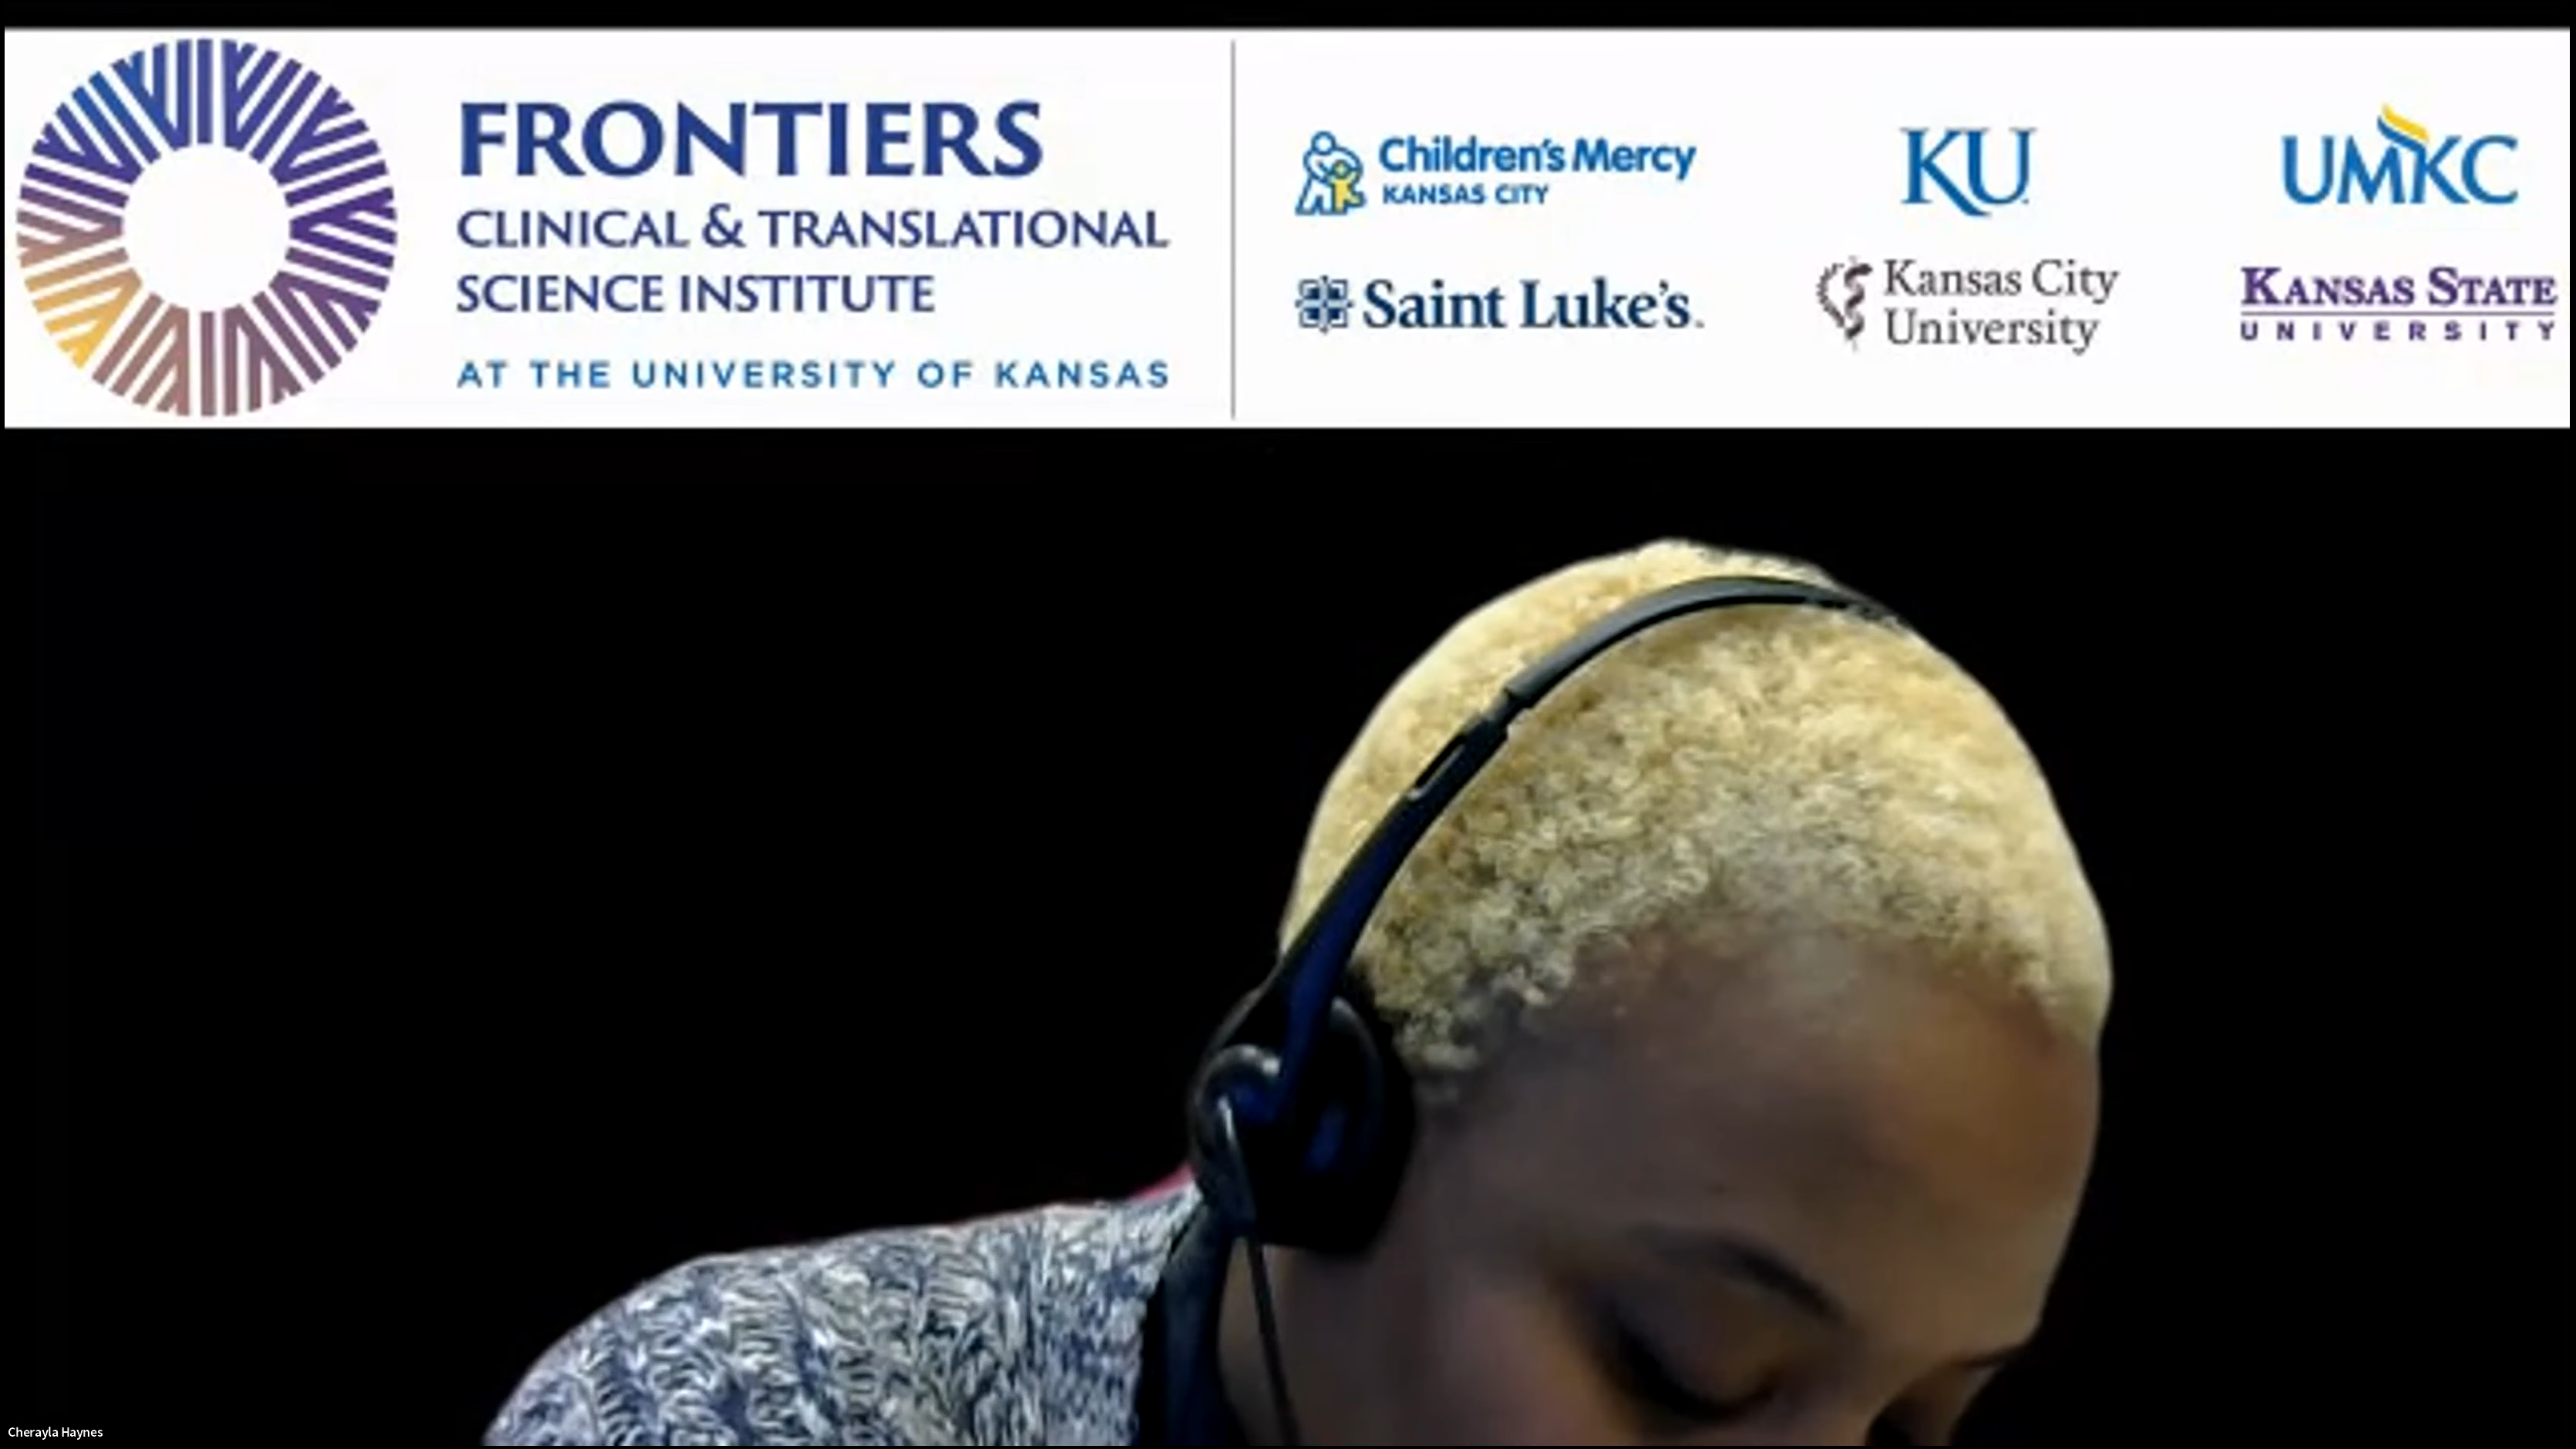 FRONTIERS
CLINICAL & TRANSLATIONAL
SCIENCE INSTITUTE
AT THE UNIVERSITY OF KANSAS
Children's Mercy
KANSAS CITY
KU
UMKC
Saint Luke's
Kansas City
University
KANSAS STATE
UNIVERSITY
Cherayla Haynes